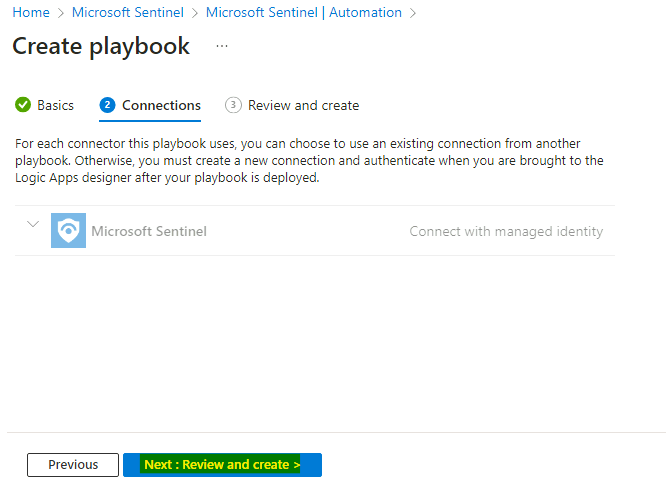 Home > Microsoft Sentinel > Microsoft Sentinel | Automation >
Create playbook ...
Basics 2 Connections 3 Review and create
For each connector this playbook uses, you can choose to use an existing connection from another
playbook. Otherwise, you must create a new connection and authenticate when you are brought to the
Logic Apps designer after your playbook is deployed.
Microsoft Sentinel Connect with managed identity
Previous Next : Review and create >